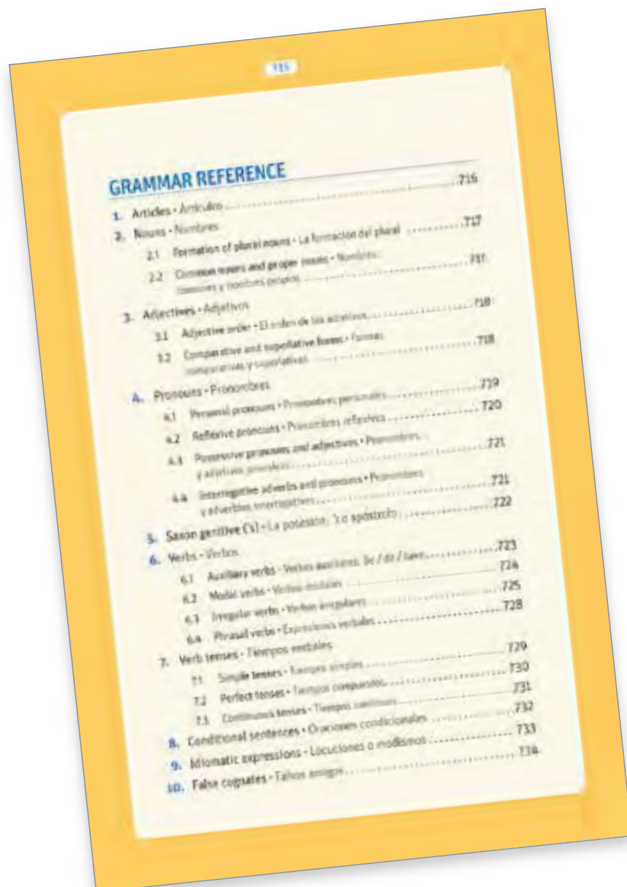 715
GRAMMAR REFERENCE
1. Articles • Artículos ........ 716
2. Nouns • Nombres
2.1 Formation of plural nouns • La formación del plural ........ 717
2.2 Common nouns and proper nouns • Nombres
comunes y nombres propios ........ 717
3. Adjectives • Adjetivos
3.1 Adjective order • El orden de los adjetivos ........ 718
3.2 Comparative and superlative forms • Formas
comparativas y superlativas ........ 718
4. Pronouns • Pronombres
4.1 Personal pronouns • Pronombres personales ........ 719
4.2 Reflexive pronouns • Pronombres reflexivos ........ 720
4.3 Possessive pronouns and adjectives • Pronombres
y adjetivos posesivos ........ 721
4.4 Interrogative adverbs and pronouns • Pronombres
y adverbios interrogativos ........ 721
5. Saxon genitive ('s) • La posesión: 's o apóstrofo ........ 722
6. Verbs • Verbos
6.1 Auxiliary verbs • Verbos auxiliares: be / do / have ........ 723
6.2 Modal verbs • Verbos modales ........ 724
6.3 Irregular verbs • Verbos irregulares ........ 725
6.4 Phrasal verbs • Expresiones verbales ........ 728
7. Verb tenses • Tiempos verbales
7.1 Simple tenses • Tiempos simples ........ 729
7.2 Perfect tenses • Tiempos compuestos ........ 730
7.3 Continuous tenses • Tiempos continuos ........ 731
8. Conditional sentences • Oraciones condicionales ........ 732
9. Idiomatic expressions • Locuciones o modismos ........ 733
10. False cognates • Falsos amigos ........ 734